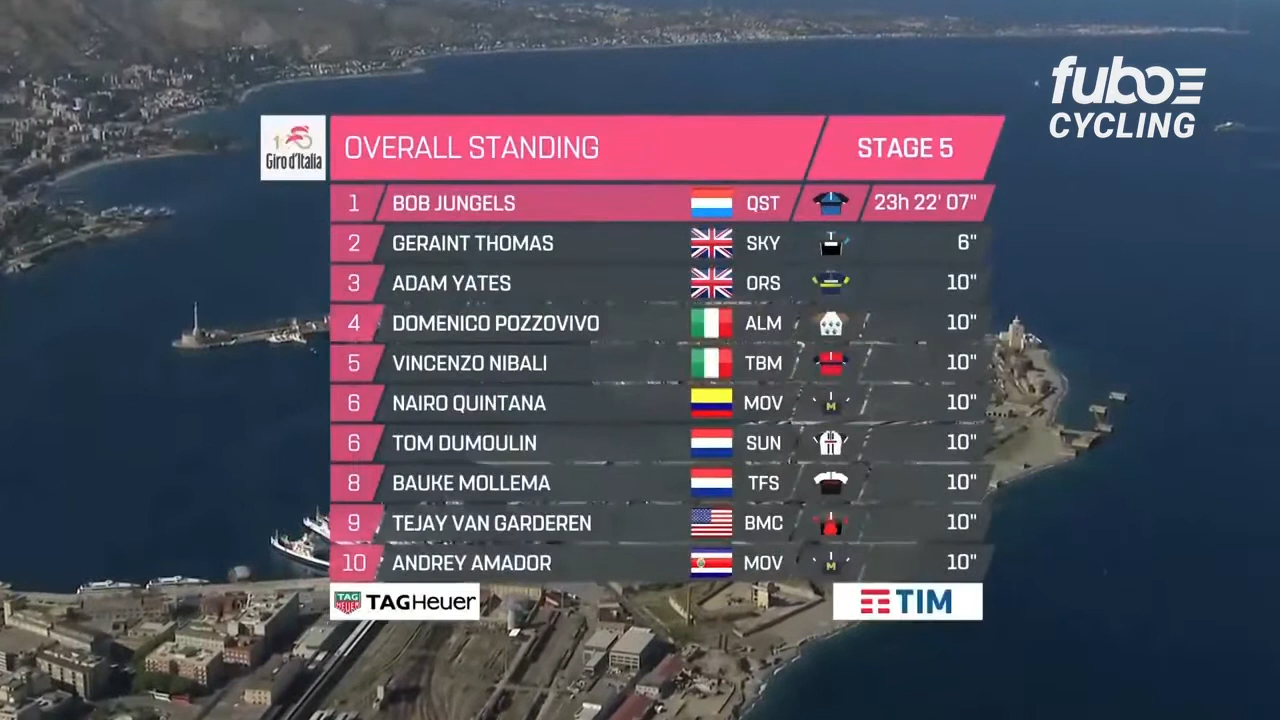 fubo
CYCLING
100
Giro d'Italia
OVERALL STANDING STAGE 5
1 BOB JUNGELS QST 23h 22' 07"
2 GERAINT THOMAS SKY 6"
3 ADAM YATES ORS 10"
4 DOMENICO POZZOVIVO ALM 10"
5 VINCENZO NIBALI TBM 10"
6 NAIRO QUINTANA MOV M 10"
6 TOM DUMOULIN SUN 10"
8 BAUKE MOLLEMA TFS 10"
9 TEJAY VAN GARDEREN BMC 10"
10 ANDREY AMADOR MOV M 10"
TAG HEUER TAGHeuer TIM